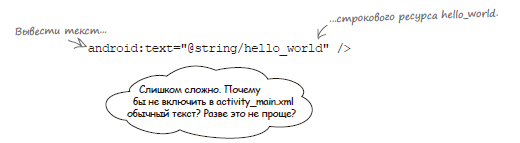 ...строкового ресурса hello_world.
Вывести текст...
android:text="@string/hello_world" />
Слишком сложно. Почему
бы не включить в activity_main.xml
обычный текст? Разве это не проще?